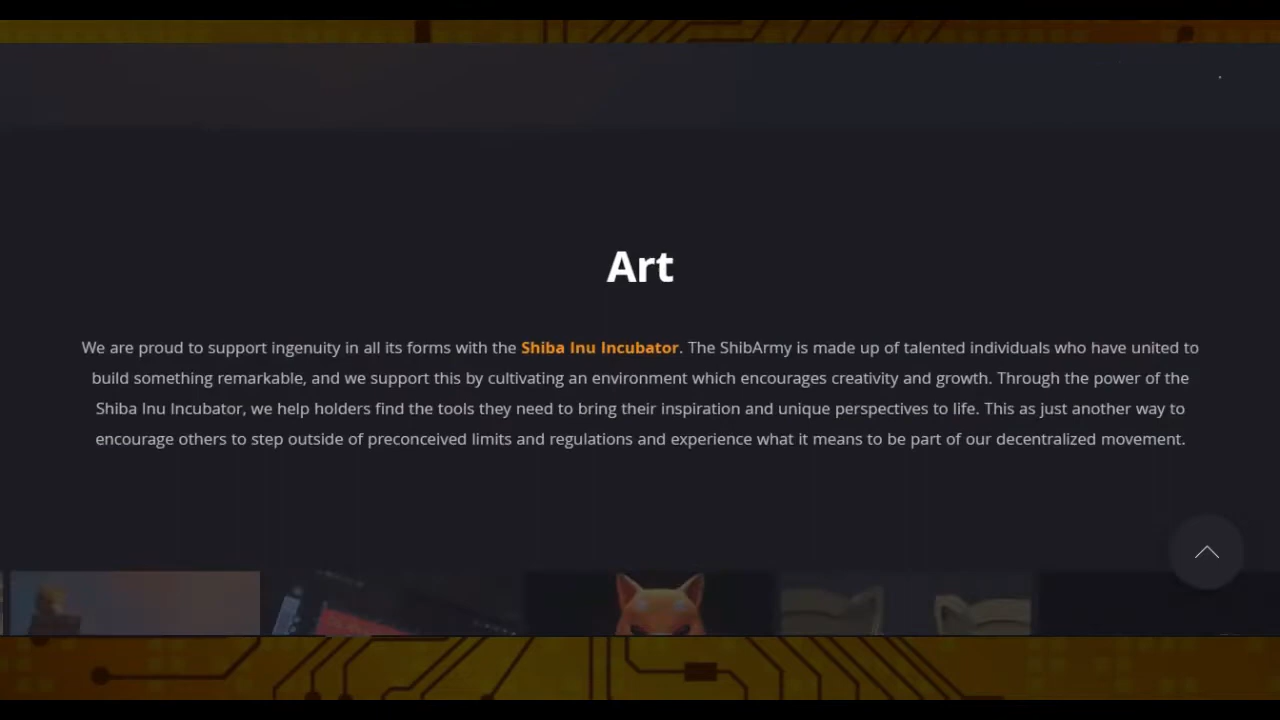 Art
We are proud to support ingenuity in all its forms with the Shiba Inu Incubator. The ShibArmy is made up of talented individuals who have united to
build something remarkable, and we support this by cultivating an environment which encourages creativity and growth. Through the power of the
Shiba Inu Incubator, we help holders find the tools they need to bring their inspiration and unique perspectives to life. This as just another way to
encourage others to step outside of preconceived limits and regulations and experience what it means to be part of our decentralized movement.